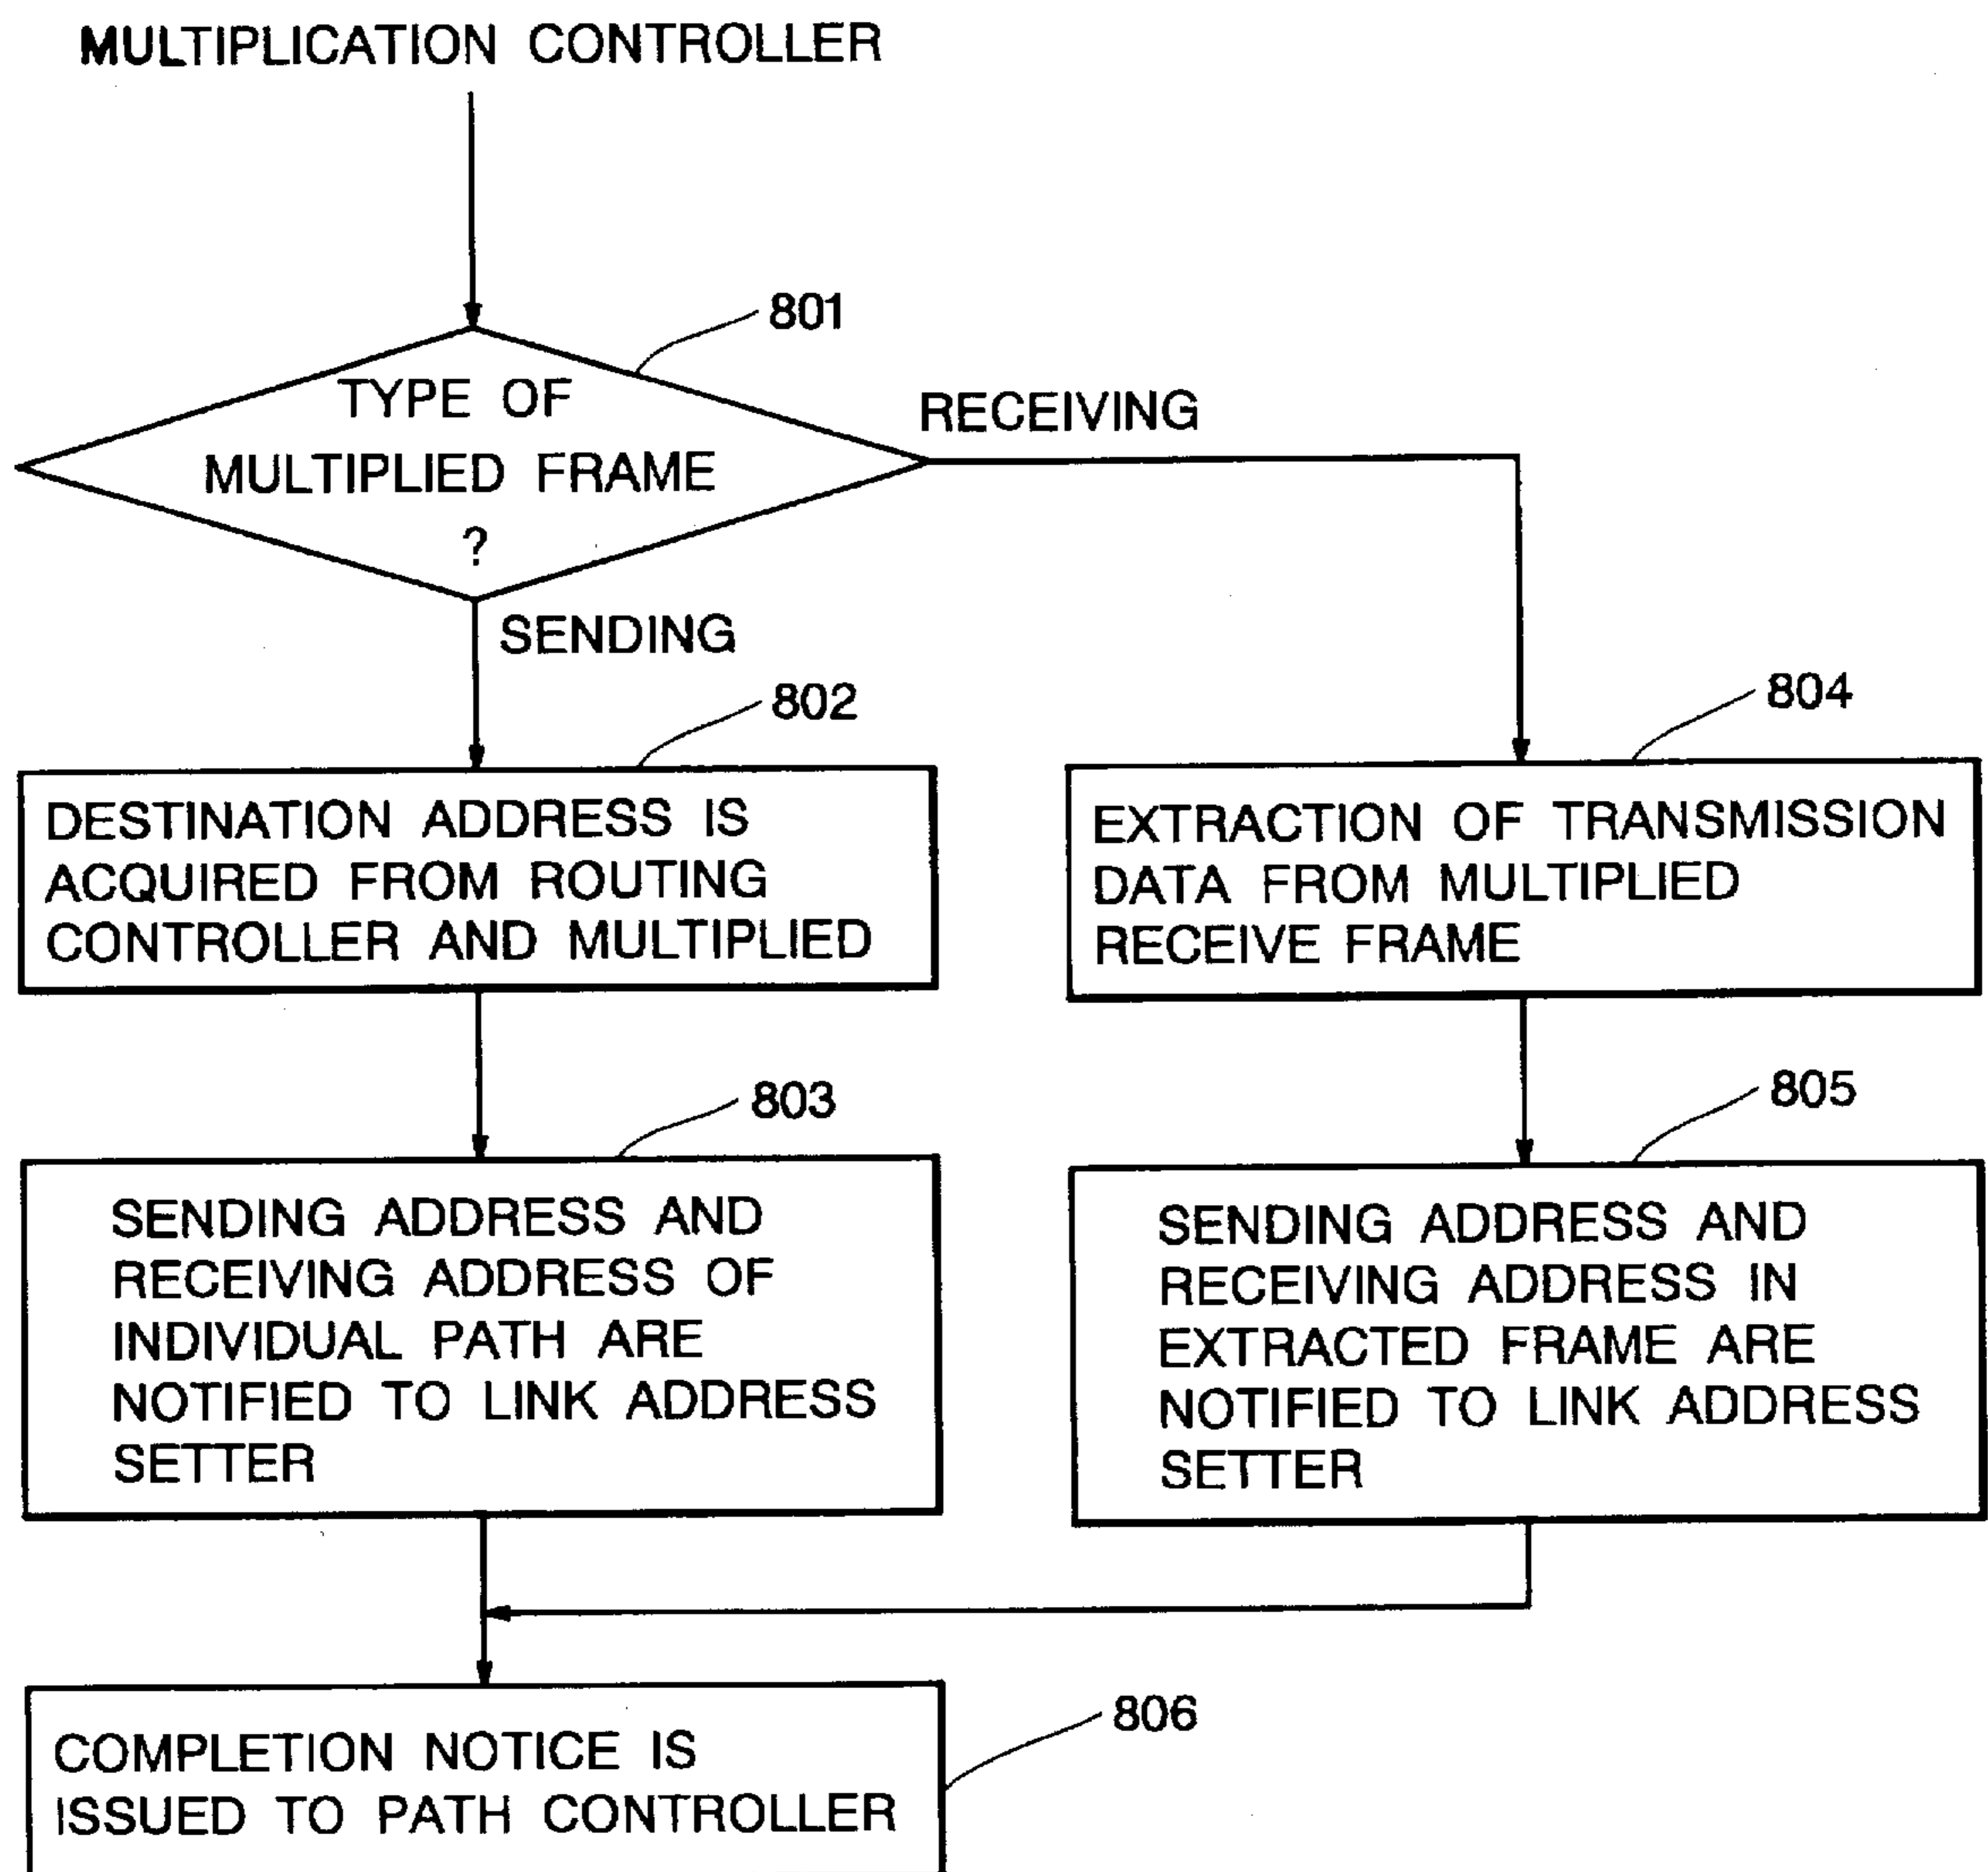 MULTIPLICATION CONTROLLER
801
TYPE OF
MULTIPLIED FRAME
?
RECEIVING
SENDING
802
DESTINATION ADDRESS IS
ACQUIRED FROM ROUTING
CONTROLLER AND MULTIPLIED
804
EXTRACTION OF TRANSMISSION
DATA FROM MULTIPLIED
RECEIVE FRAME
803
SENDING ADDRESS AND
RECEIVING ADDRESS OF
INDIVIDUAL PATH ARE
NOTIFIED TO LINK ADDRESS
SETTER
805
SENDING ADDRESS AND
RECEIVING ADDRESS IN
EXTRACTED FRAME ARE
NOTIFIED TO LINK ADDRESS
SETTER
806
COMPLETION NOTICE IS
ISSUED TO PATH CONTROLLER